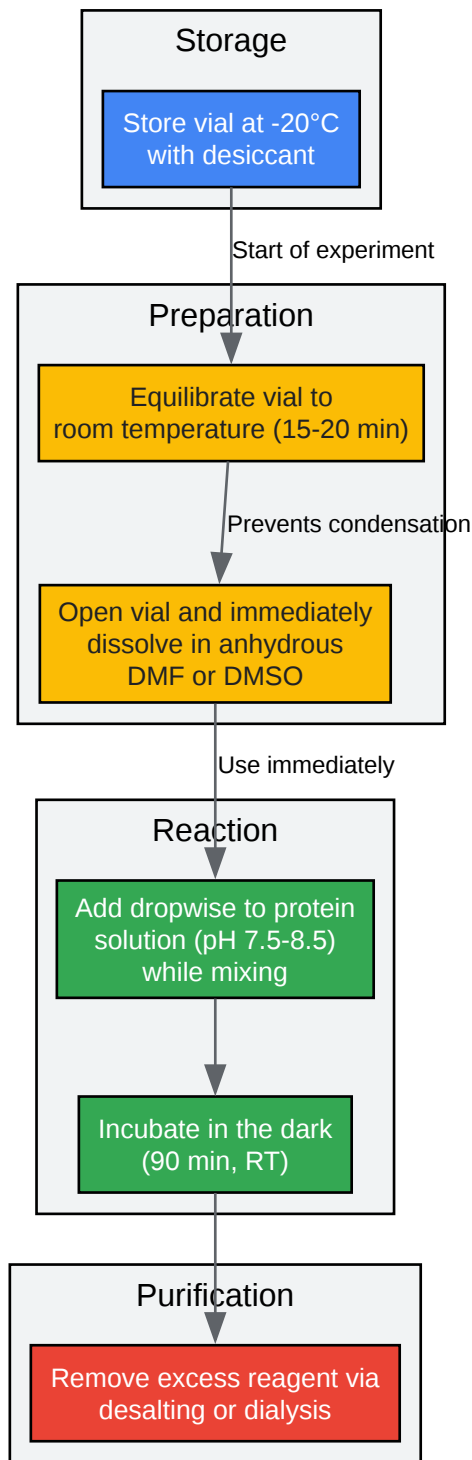 Storage
Store vial at -20°C
with desiccant
Start of experiment
Preparation
Equilibrate vial to
room temperature (15-20 min)
Prevents condensation
Open vial and immediately
dissolve in anhydrous
DMF or DMSO
Use immediately
Reaction
Add dropwise to protein
solution (pH 7.5-8.5)
while mixing
Incubate in the dark
(90 min, RT)
Purification
Remove excess reagent via
desalting or dialysis